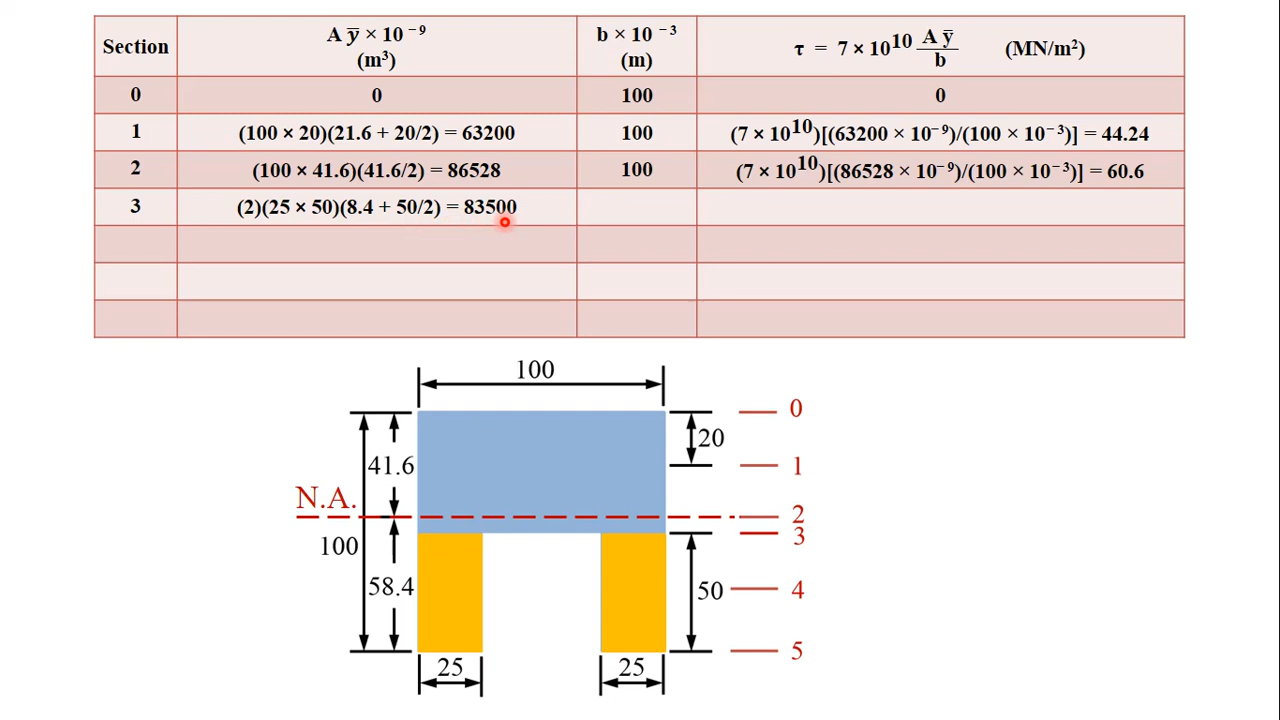 Section A ȳ × 10 ⁻⁹ (m³) b × 10 ⁻³ (m) τ = 7 × 10¹⁰ A ȳ / b (MN/m²)
0 0 100 0
1 (100 × 20)(21.6 + 20/2) = 63200 100 (7 × 10¹⁰)[(63200 × 10⁻⁹)/(100 × 10⁻³)] = 44.24
2 (100 × 41.6)(41.6/2) = 86528 100 (7 × 10¹⁰)[(86528 × 10⁻⁹)/(100 × 10⁻³)] = 60.6
3 (2)(25 × 50)(8.4 + 50/2) = 83500
100
0
20
41.6
1
N.A.
2
3
100
58.4
50
4
5
25
25